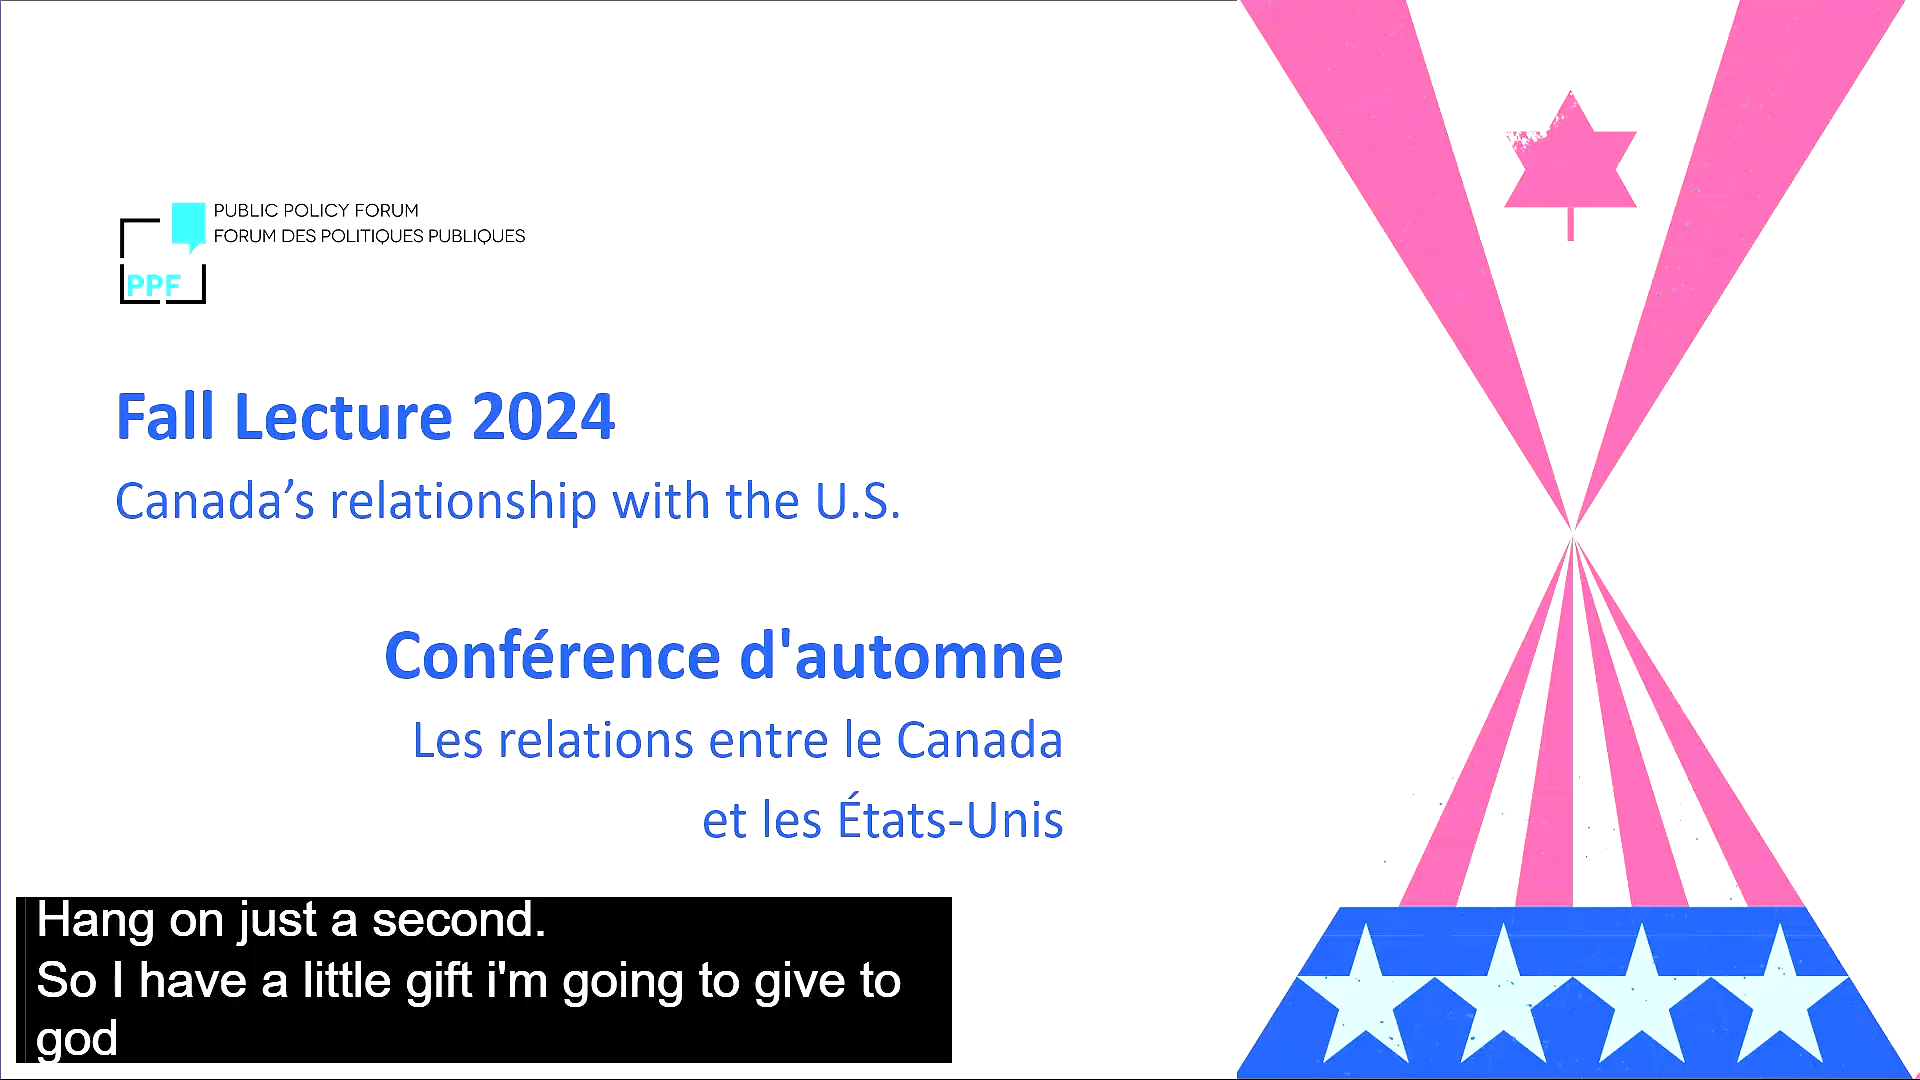 PUBLIC POLICY FORUM
FORUM DES POLITIQUES PUBLIQUES
PPF
Fall Lecture 2024
Canada’s relationship with the U.S.
Conférence d'automne
Les relations entre le Canada
et les États-Unis
Hang on just a second.
So I have a little gift i'm going to give to
god